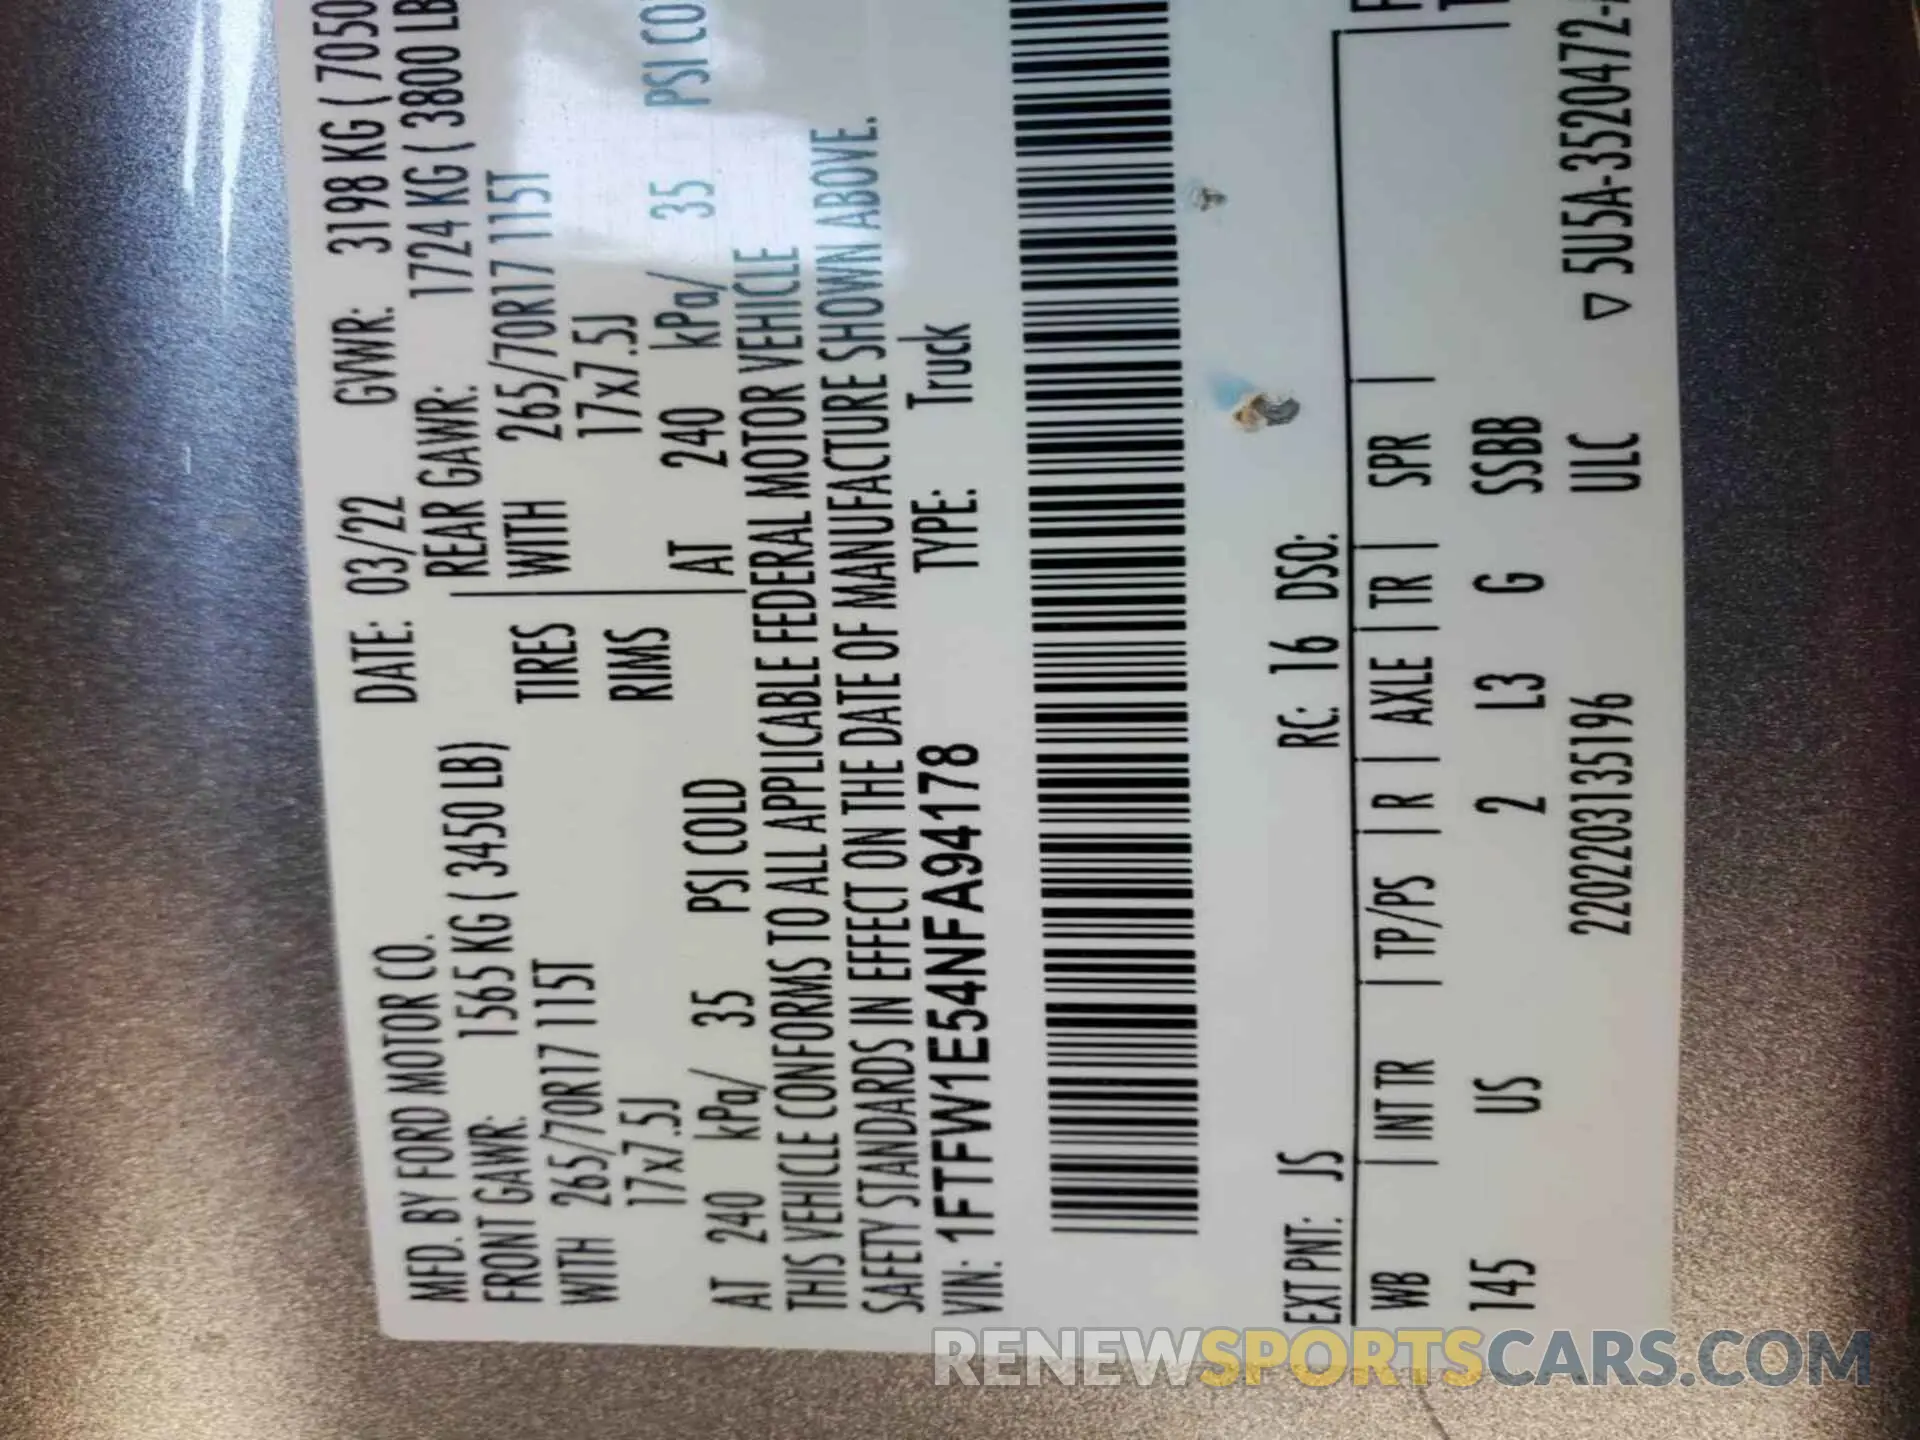 MFD. BY FORD MOTOR CO. DATE: 03/22 GWWR: 3198 KG ( 7050
FRONT GAWR: 1565 KG ( 3450 LB) REAR GAWR: 1724 KG ( 3800 LB
WITH 265/70R17 115T TIRES WITH 265/70R17 115T
17x7.5J RIMS 17x7.5J
AT 240 kPa/ 35 PSI COLD AT 240 kPa/ 35 PSI CO
THIS VEHICLE CONFORMS TO ALL APPLICABLE FEDERAL MOTOR VEHICLE
SAFETY STANDARDS IN EFFECT ON THE DATE OF MANUFACTURE SHOWN ABOVE.
VIN: 1FTFW1E54NFA94178 TYPE: Truck
EXT PNT: JS RC: 16 DSO:
WB | INT TR | TP/PS | R | AXLE | TR | SPR |
145 US 2 L3 G SSBB
2202203135196 ULC ▽ 5U5A-3520472-
RENEWSPORTSCARS.COM